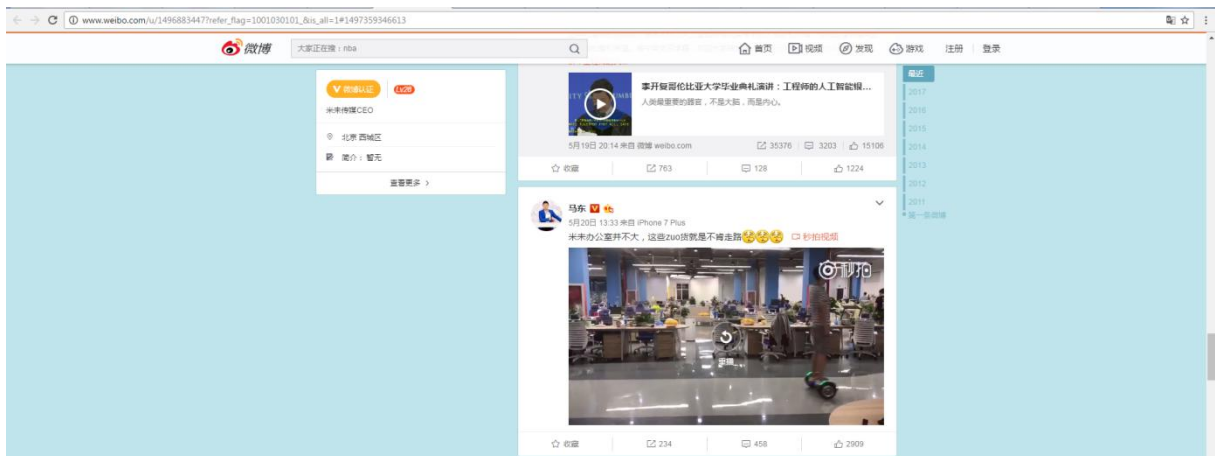 www.weibo.com/u/1496883447?refer_flag=1001030101_&is_all=1#1497359346613
微博
大家正在搜：nba
首页
视频
发现
游戏
注册
登录
V 微博认证
Lv28
米未传媒CEO
北京 西城区
简介：暂无
查看更多 >
李开复哥伦比亚大学毕业典礼演讲：工程师的人工智能银...
人类最重要的器官，不是大脑，而是内心。
5月19日 20:14 来自 微博 weibo.com
35376
3203
15106
收藏
763
128
1224
马东
5月20日 13:33 来自 iPhone 7 Plus
米未办公室并不大，这些zuo货就是不肯走路 秒拍视频
秒拍
重播
收藏
234
458
2909
最近
2017
2016
2015
2014
2013
2012
2011
第一条微博